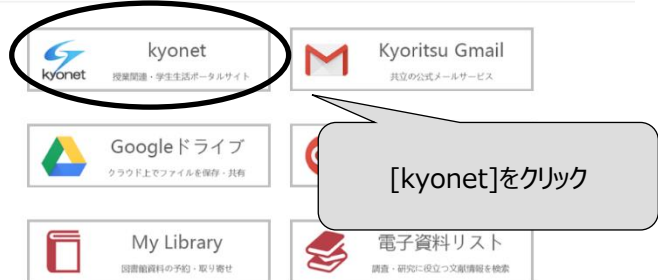 kyonet
kyonet
授業関連・学生生活ポータルサイト
Kyoritsu Gmail
共立の公式メールサービス
Googleドライブ
クラウド上でファイルを保存・共有
[kyonet]をクリック
My Library
図書館資料の予約・取り寄せ
電子資料リスト
調査・研究に役立つ文献情報を検索